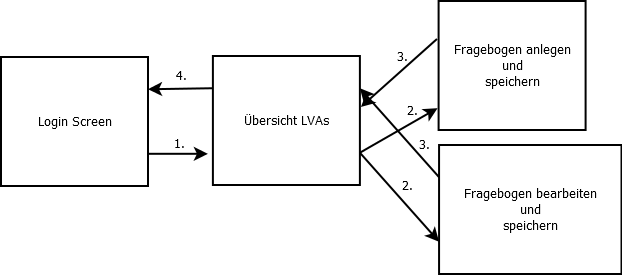 Login Screen
4.
1.
Übersicht LVAs
3.
2.
3.
2.
Fragebogen anlegen
und
speichern
Fragebogen bearbeiten
und
speichern